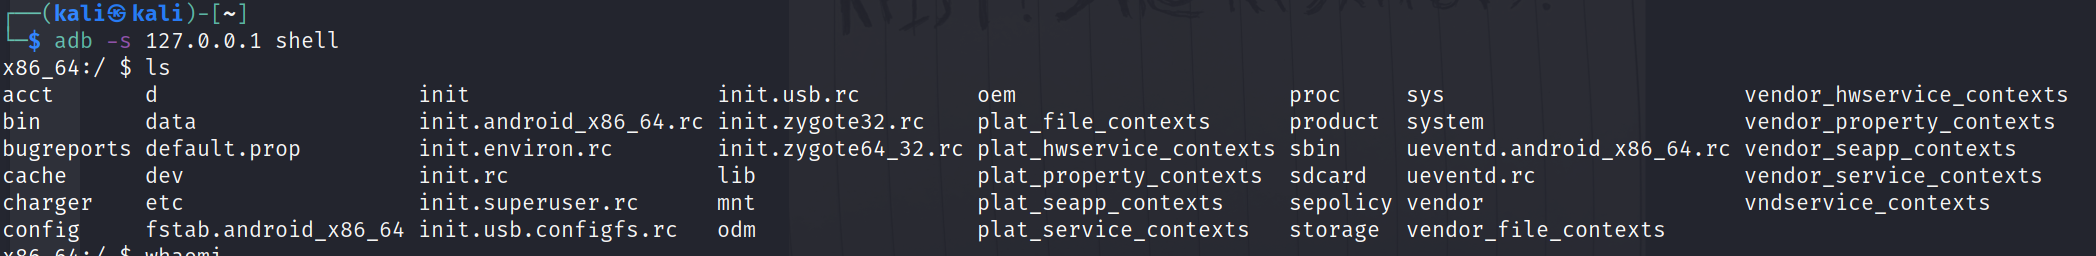 ┌──(kali㉿kali)-[~]
└─$ adb -s 127.0.0.1 shell
x86_64:/ $ ls
acct d init init.usb.rc oem proc sys vendor_hwservice_contexts
bin data init.android_x86_64.rc init.zygote32.rc plat_file_contexts product system vendor_property_contexts
bugreports default.prop init.environ.rc init.zygote64_32.rc plat_hwservice_contexts sbin ueventd.android_x86_64.rc vendor_seapp_contexts
cache dev init.rc lib plat_property_contexts sdcard ueventd.rc vendor_service_contexts
charger etc init.superuser.rc mnt plat_seapp_contexts sepolicy vendor vndservice_contexts
config fstab.android_x86_64 init.usb.configfs.rc odm plat_service_contexts storage vendor_file_contexts
x86_64:/ $ whoami